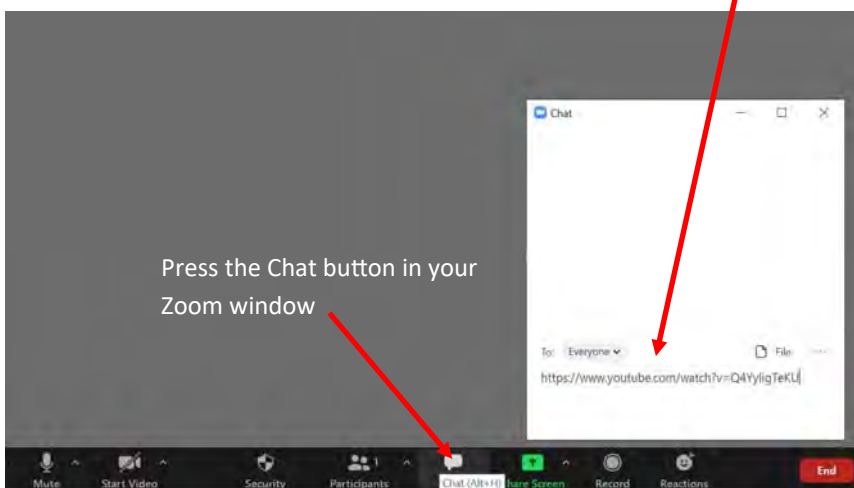 Chat
Press the Chat button in your
Zoom window
To: Everyone
File
https://www.youtube.com/watch?v=Q4YyligTeKU
Mute
Start Video
Security
Participants
1
Chat (Alt+H)
hare Screen
Record
Reactions
End